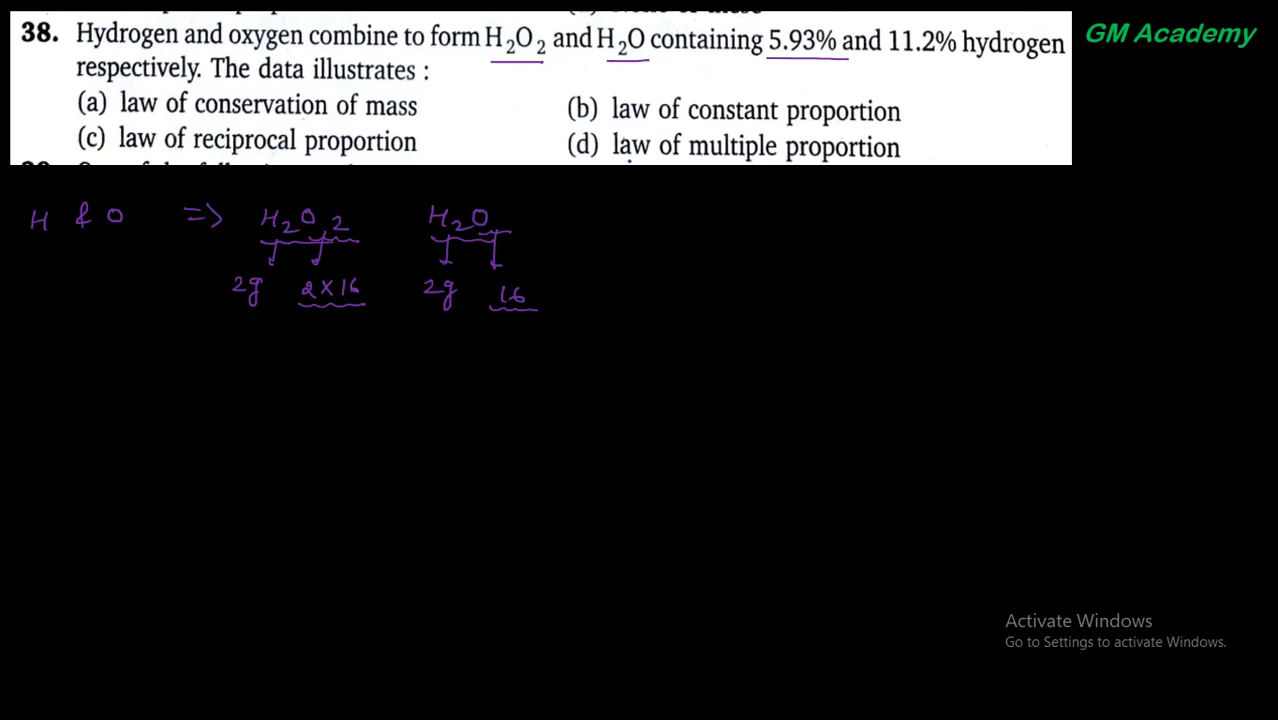 38. Hydrogen and oxygen combine to form H₂O₂ and H₂O containing 5.93% and 11.2% hydrogen
respectively. The data illustrates :
(a) law of conservation of mass (b) law of constant proportion
(c) law of reciprocal proportion (d) law of multiple proportion
GM Academy
H & O => H₂O₂ H₂O
2g 2×16 2g 16
Activate Windows
Go to Settings to activate Windows.